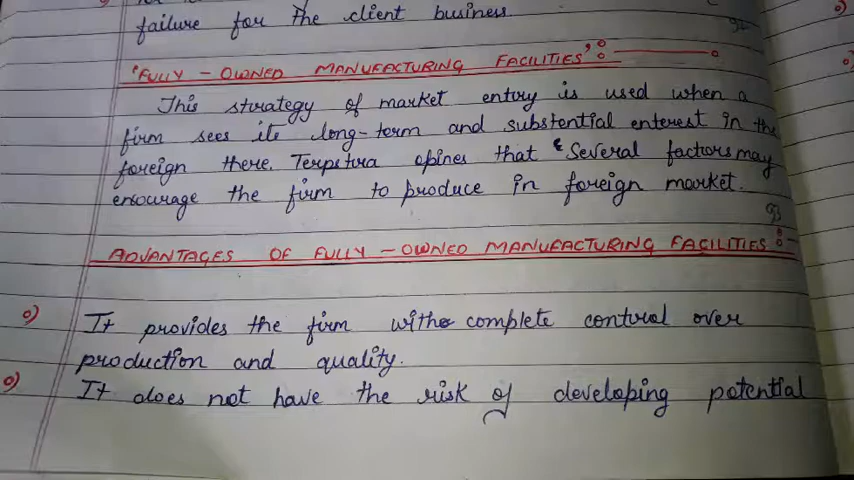 failure for the client business.
'FULLY - OWNED MANUFACTURING FACILITIES' :
This strategy of market entry is used when a
firm sees its long-term and substential enterest in the
foreign there. Terpstra opines that "Several factors may
encourage the firm to produce in foreign market.
ADVANTAGES OF FULLY - OWNED MANUFACTURING FACILITIES :-
o) It provides the firm with complete control over
production and quality.
o) It does not have the risk of developing potential